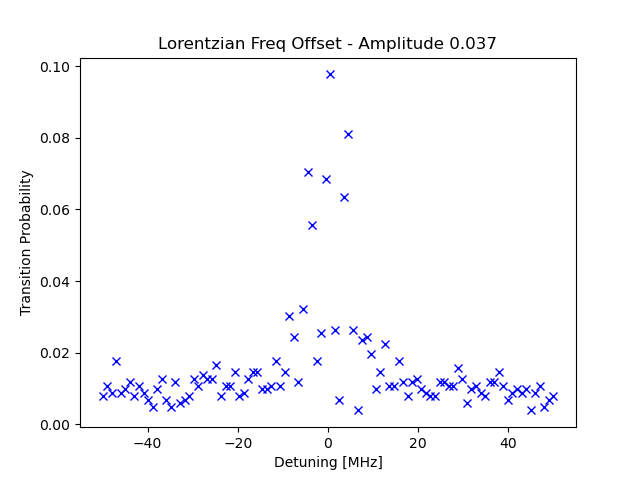 Lorentzian Freq Offset - Amplitude 0.037
0.10
0.08
0.06
0.04
0.02
0.00
Transition Probability
−40 −20 0 20 40
Detuning [MHz]